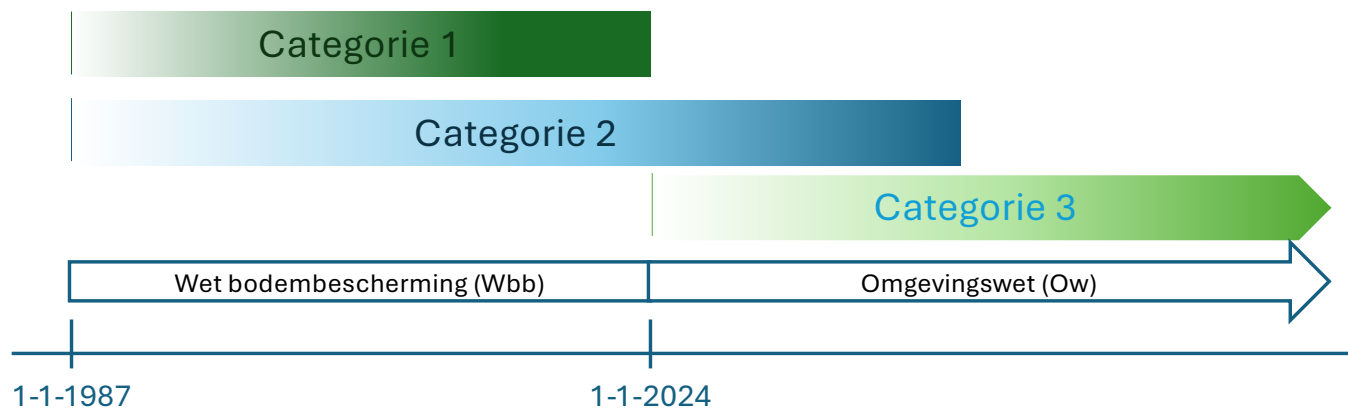 Categorie 1
Categorie 2
Categorie 3
Wet bodembescherming (Wbb)
Omgevingswet (Ow)
1-1-1987
1-1-2024